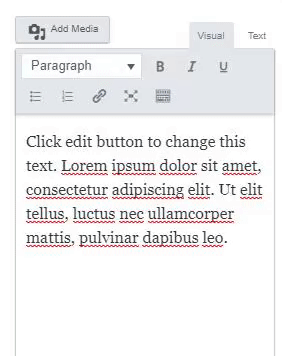 Add Media
Visual Text
Paragraph B I U
Click edit button to change this
text. Lorem ipsum dolor sit amet,
consectetur adipiscing elit. Ut elit
tellus, luctus nec ullamcorper
mattis, pulvinar dapibus leo.